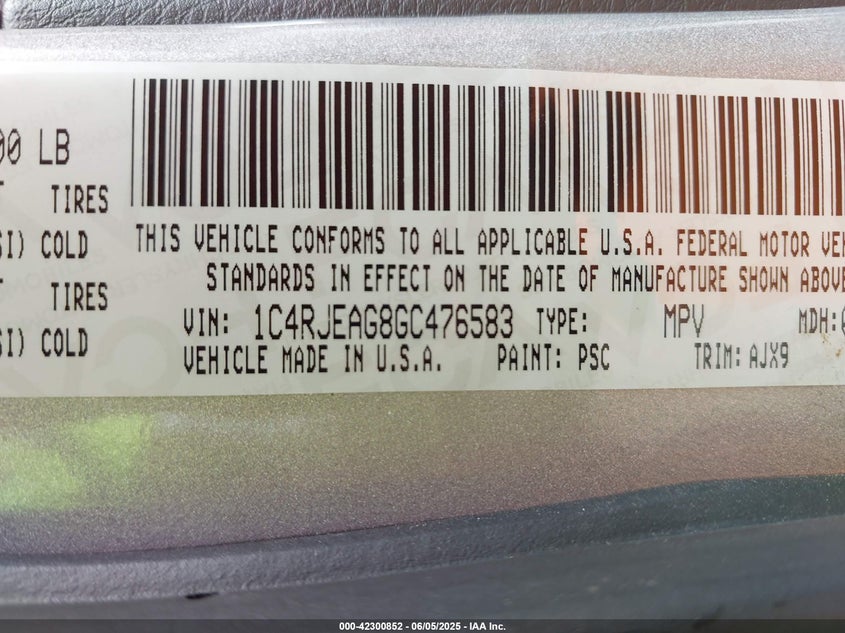 00 LB
TIRES
SI) COLD
TIRES
SI) COLD
THIS VEHICLE CONFORMS TO ALL APPLICABLE U.S.A. FEDERAL MOTOR VEH
STANDARDS IN EFFECT ON THE DATE OF MANUFACTURE SHOWN ABOVE
VIN: 1C4RJEAG8GC476583 TYPE: MPV MDH:
VEHICLE MADE IN U.S.A. PAINT: PSC TRIM: AJX9
000-42300852 - 06/05/2025 - IAA Inc.